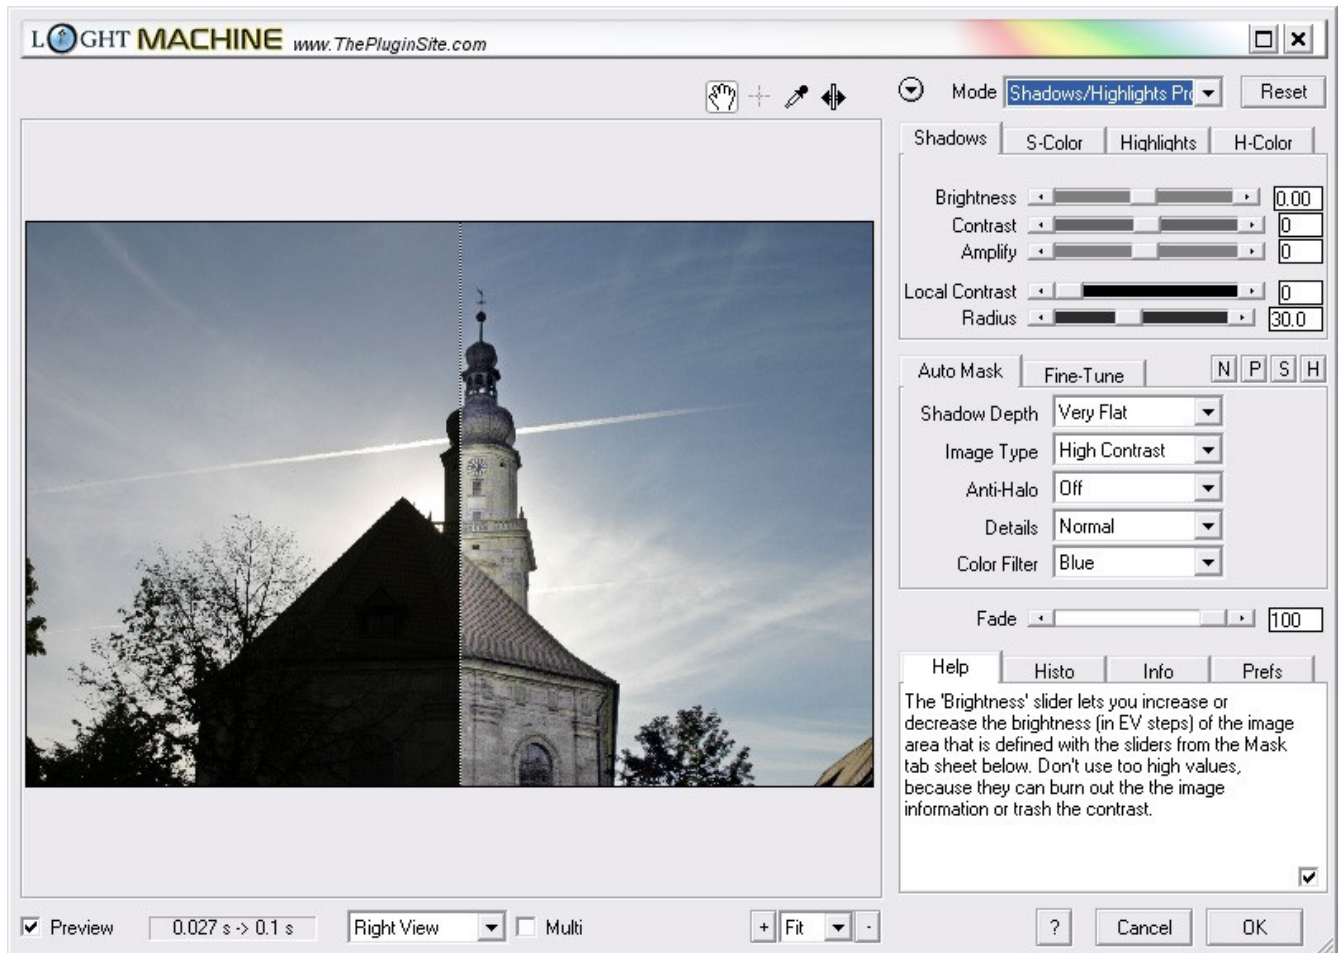 LIGHT MACHINE www.ThePluginSite.com
Mode Shadows/Highlights Pro Reset
Shadows S-Color Highlights H-Color
Brightness 0.00
Contrast 0
Amplify 0
Local Contrast 0
Radius 30.0
Auto Mask Fine-Tune N P S H
Shadow Depth Very Flat
Image Type High Contrast
Anti-Halo Off
Details Normal
Color Filter Blue
Fade 100
Help Histo Info Prefs
The 'Brightness' slider lets you increase or
decrease the brightness (in EV steps) of the image
area that is defined with the sliders from the Mask
tab sheet below. Don't use too high values,
because they can burn out the the image
information or trash the contrast.
Preview 0.027 s -> 0.1 s Right View Multi + Fit - ? Cancel OK